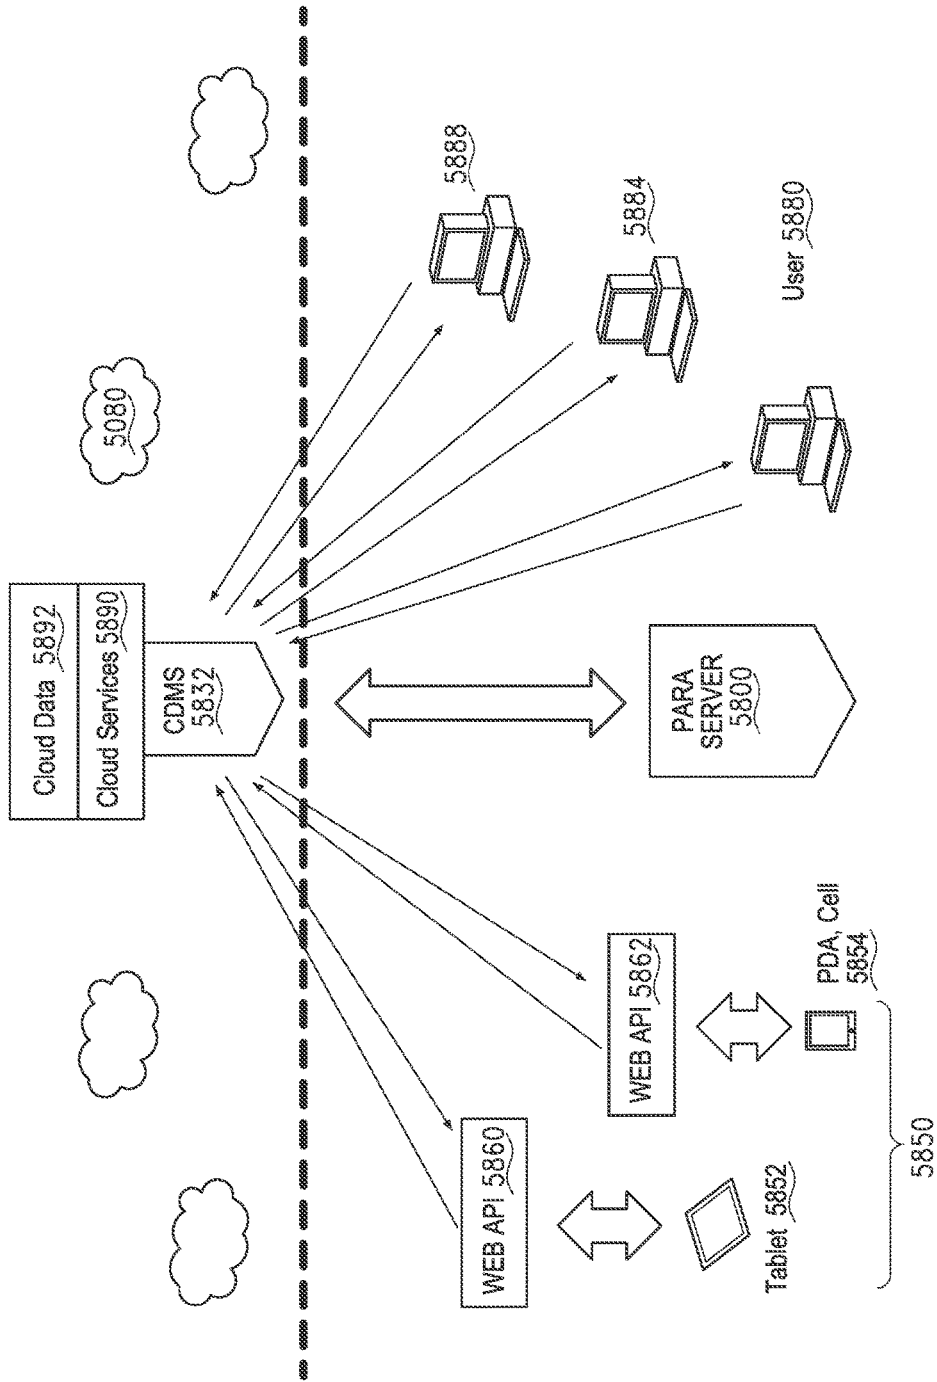 5080
Cloud Data 5892
Cloud Services 5890
CDMS
5832
5888
5884
User 5880
PARA
SERVER
5800
WEB API 5860
WEB API 5862
Tablet 5852
PDA, Cell
5854
5850